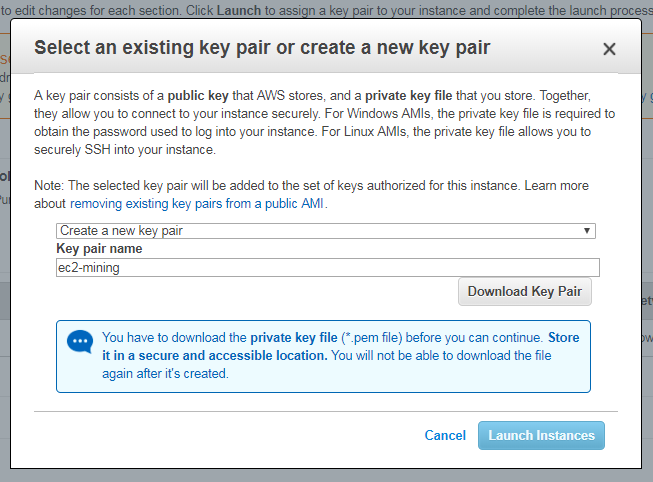 to edit changes for each section. Click Launch to assign a key pair to your instance and complete the launch process
Select an existing key pair or create a new key pair
A key pair consists of a public key that AWS stores, and a private key file that you store. Together,
they allow you to connect to your instance securely. For Windows AMIs, the private key file is required to
obtain the password used to log into your instance. For Linux AMIs, the private key file allows you to
securely SSH into your instance.
Note: The selected key pair will be added to the set of keys authorized for this instance. Learn more
about removing existing key pairs from a public AMI.
Create a new key pair
Key pair name
ec2-mining
Download Key Pair
You have to download the private key file (*.pem file) before you can continue. Store
it in a secure and accessible location. You will not be able to download the file
again after it's created.
Cancel
Launch Instances